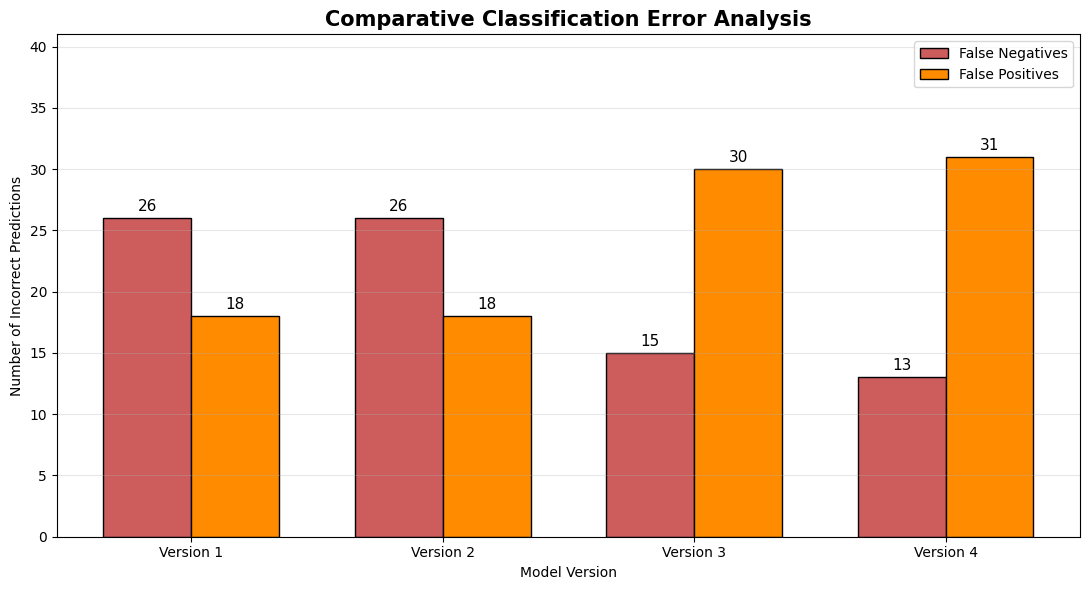 Comparative Classification Error Analysis
False Negatives
False Positives
Number of Incorrect Predictions
40
35
30
25
20
15
10
5
0
26
18
26
18
15
30
13
31
Version 1
Version 2
Version 3
Version 4
Model Version